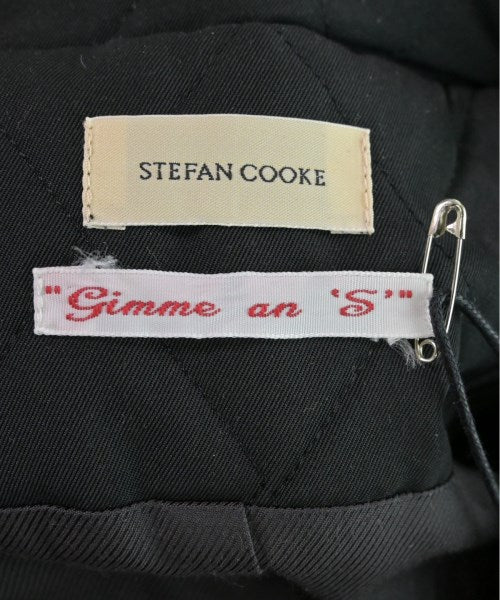 STEFAN COOKE
"Gimme an 'S'"